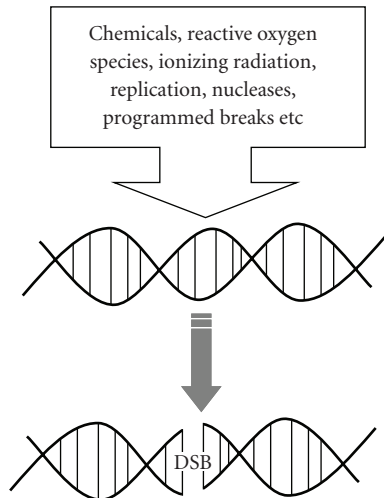 Chemicals, reactive oxygen
species, ionizing radiation,
replication, nucleases,
programmed breaks etc
DSB